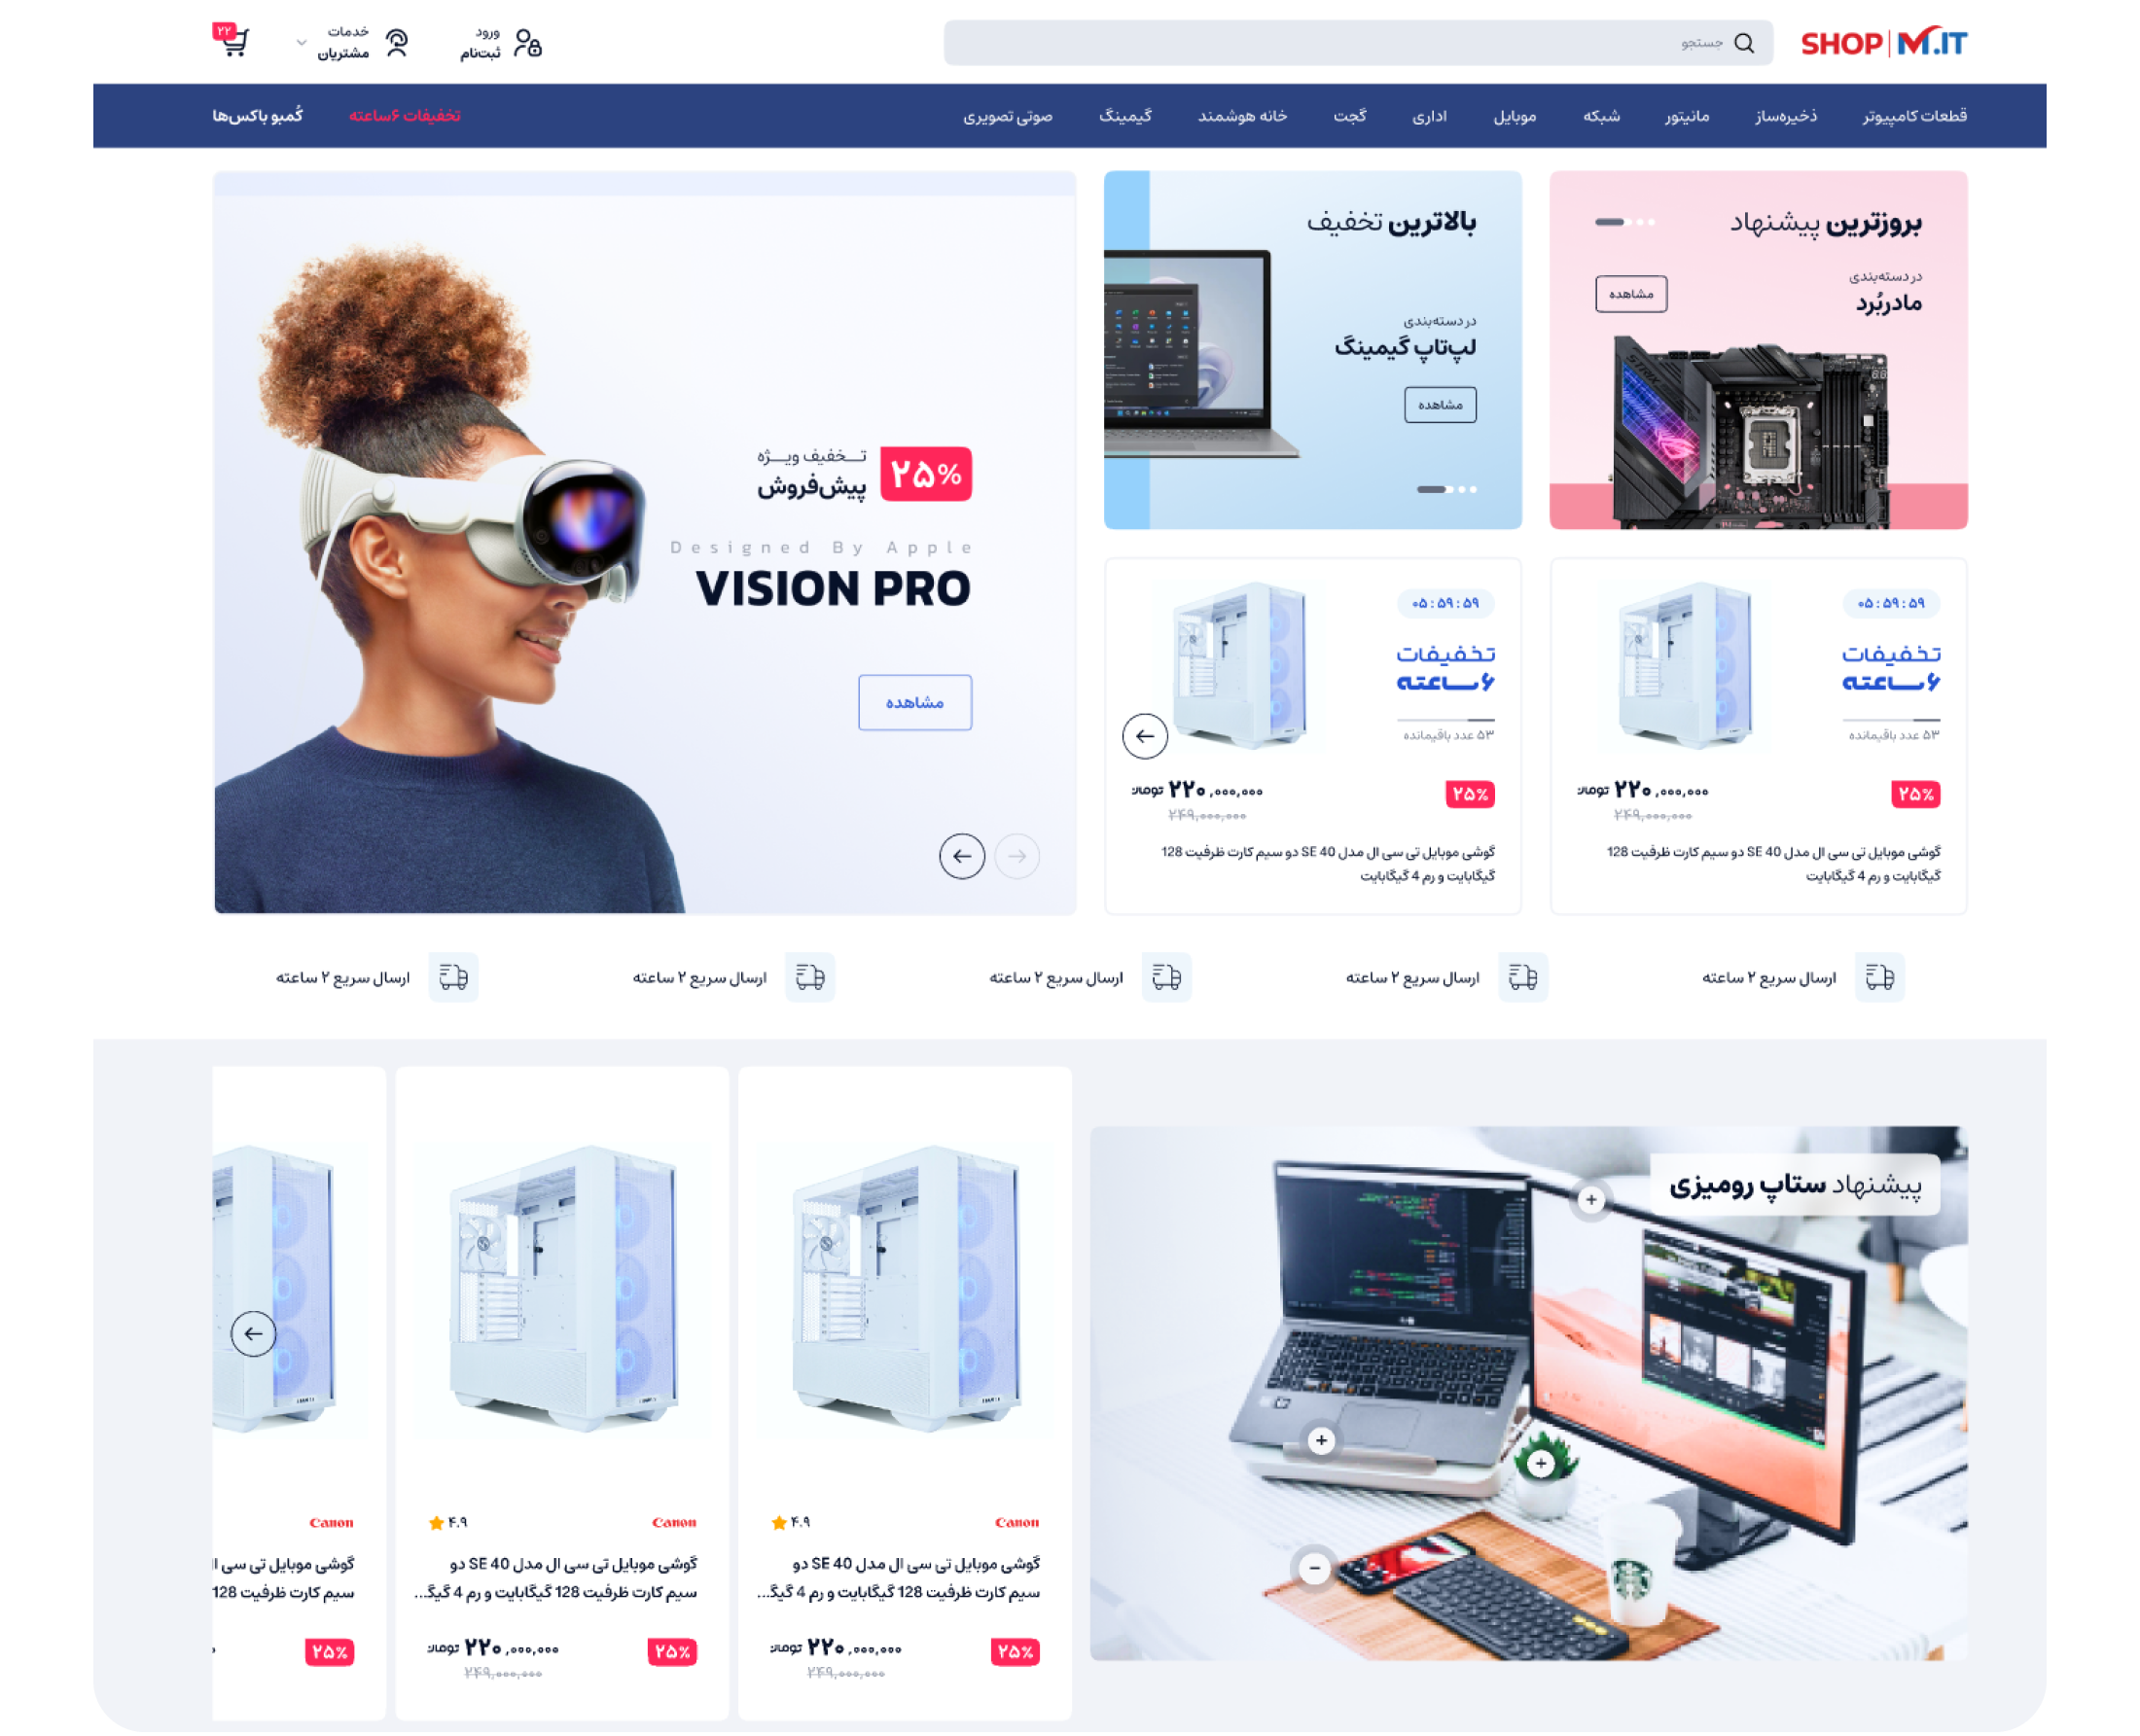 SHOP | M.IT
جستجو
ورود
ثبت‌نام
خدمات
مشتریان
۲۲
قطعات کامپیوتر
ذخیره‌ساز
مانیتور
شبکه
موبایل
اداری
گجت
خانه هوشمند
گیمینگ
صوتی تصویری
تخفیفات ۶ساعته
کُمبو باکس‌ها
بروزترین پیشنهاد
در دسته‌بندی
مادربُرد
مشاهده
STRIX
بالاترین تخفیف
در دسته‌بندی
لپ‌تاپ گیمینگ
مشاهده
۲۵%
تـــخفیف ویـــژه
پیش‌فروش
Designed By Apple
VISION PRO
مشاهده
۰۵ : ۵۹ : ۵۹
تخفیفات
۶ســاعته
۵۳ عدد باقیمانده
۲۵%
۲۲۰,۰۰۰,۰۰۰ تومان
۲۴۹,۰۰۰,۰۰۰
گوشی موبایل تی سی ال مدل SE 40 دو سیم کارت ظرفیت 128
گیگابایت و رم 4 گیگابایت
۰۵ : ۵۹ : ۵۹
تخفیفات
۶ســاعته
۵۳ عدد باقیمانده
۲۵%
۲۲۰,۰۰۰,۰۰۰ تومان
۲۴۹,۰۰۰,۰۰۰
گوشی موبایل تی سی ال مدل SE 40 دو سیم کارت ظرفیت 128
گیگابایت و رم 4 گیگابایت
ارسال سریع ۲ ساعته
ارسال سریع ۲ ساعته
ارسال سریع ۲ ساعته
ارسال سریع ۲ ساعته
ارسال سریع ۲ ساعته
پیشنهاد ستاپ رومیزی
Canon
۴.۹
گوشی موبایل تی سی ال مدل SE 40 دو
سیم کارت ظرفیت 128 گیگابایت و رم 4 گیگ...
۲۵%
۲۲۰,۰۰۰,۰۰۰ تومان
۲۴۹,۰۰۰,۰۰۰
Canon
۴.۹
گوشی موبایل تی سی ال مدل SE 40 دو
سیم کارت ظرفیت 128 گیگابایت و رم 4 گیگ...
۲۵%
۲۲۰,۰۰۰,۰۰۰ تومان
۲۴۹,۰۰۰,۰۰۰
Canon
گوشی موبایل تی سی ال
سیم کارت ظرفیت 128
۲۵%